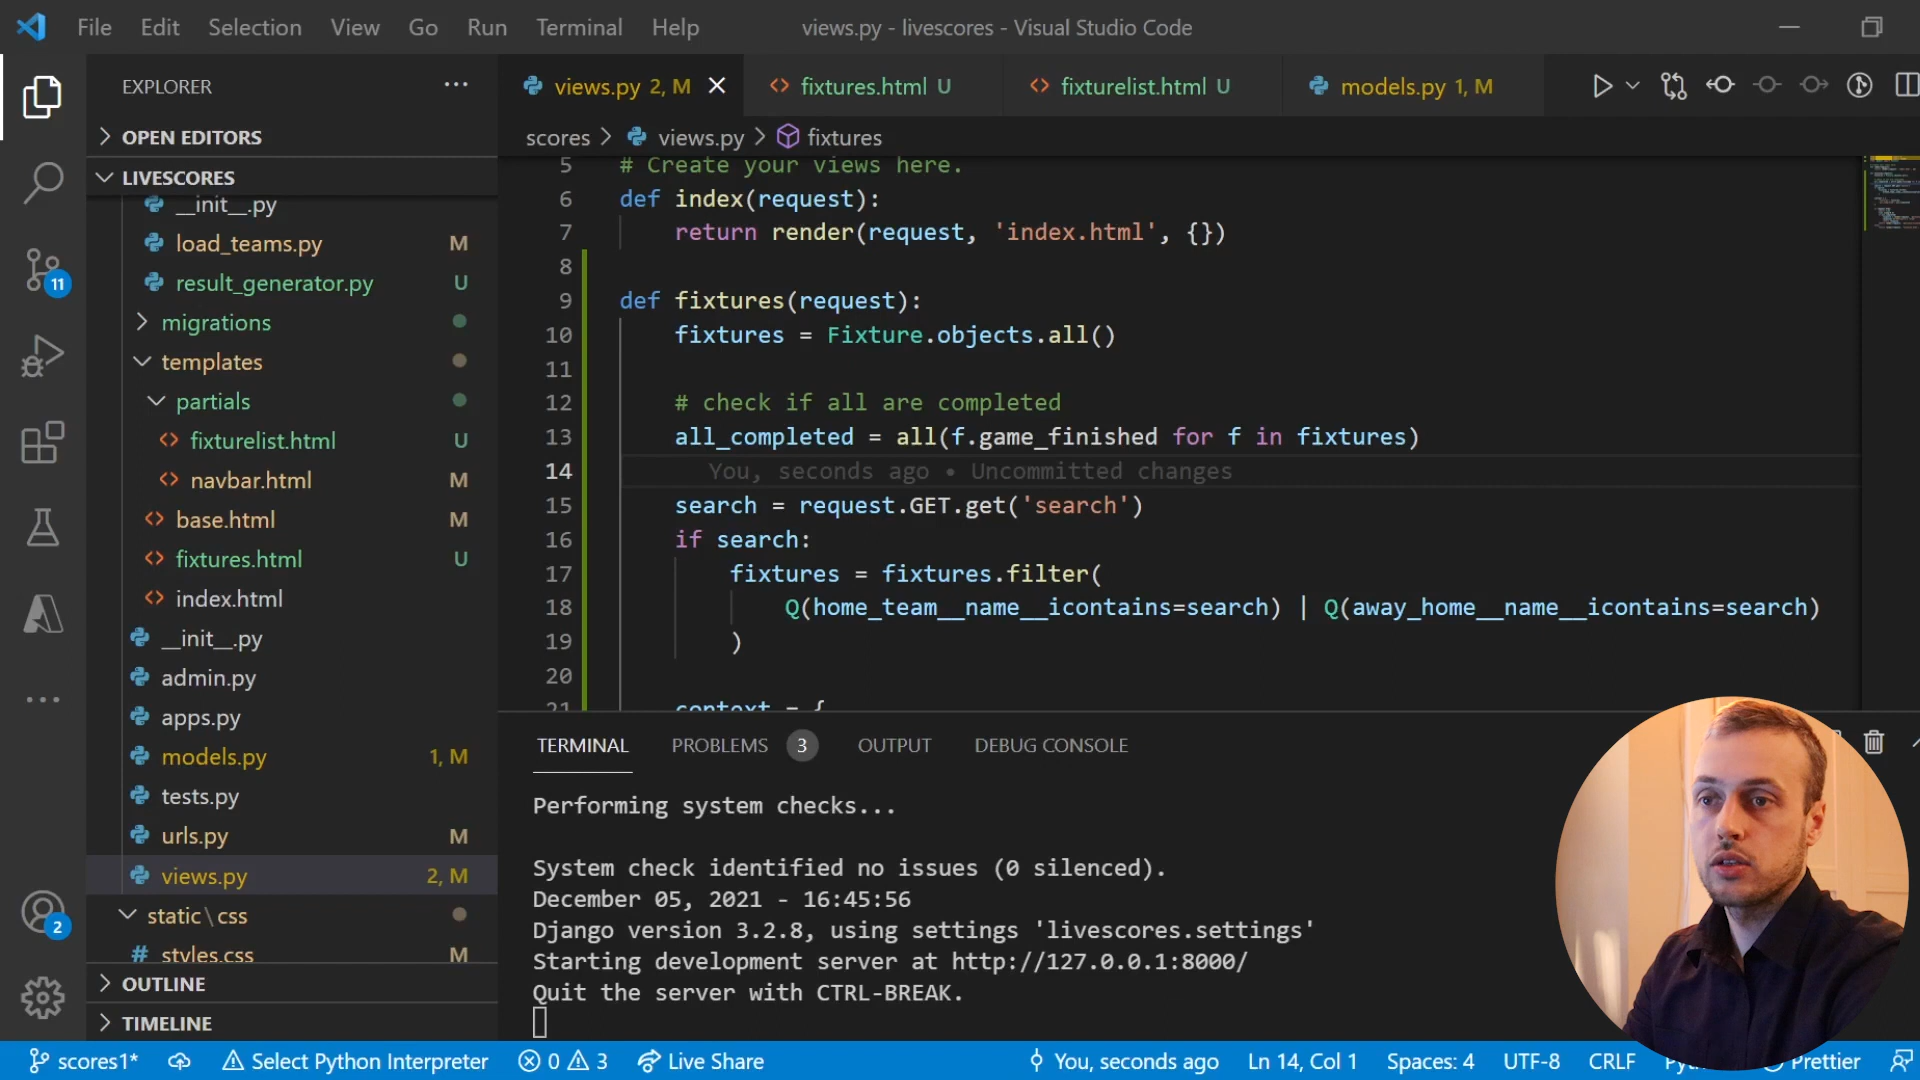 File Edit Selection View Go Run Terminal Help views.py - livescores - Visual Studio Code
EXPLORER
views.py 2, M
fixtures.html U
fixturelist.html U
models.py 1, M
OPEN EDITORS
LIVESCORES
__init__.py
load_teams.py M
result_generator.py U
migrations
templates
partials
fixturelist.html U
navbar.html M
base.html M
fixtures.html U
index.html
__init__.py
admin.py
apps.py
models.py 1, M
tests.py
urls.py M
views.py 2, M
static\css
styles.css M
OUTLINE
TIMELINE
11
2
scores > views.py > fixtures
5 # Create your views here.
6 def index(request):
7 return render(request, 'index.html', {})
8
9 def fixtures(request):
10 fixtures = Fixture.objects.all()
11
12 # check if all are completed
13 all_completed = all(f.game_finished for f in fixtures)
14 You, seconds ago • Uncommitted changes
15 search = request.GET.get('search')
16 if search:
17 fixtures = fixtures.filter(
18 Q(home_team__name__icontains=search) | Q(away_home__name__icontains=search)
19 )
20
21 context = {
TERMINAL PROBLEMS 3 OUTPUT DEBUG CONSOLE
Performing system checks...
System check identified no issues (0 silenced).
December 05, 2021 - 16:45:56
Django version 3.2.8, using settings 'livescores.settings'
Starting development server at http://127.0.0.1:8000/
Quit the server with CTRL-BREAK.
scores1* Select Python Interpreter 0 3 Live Share You, seconds ago Ln 14, Col 1 Spaces: 4 UTF-8 CRLF Prettier